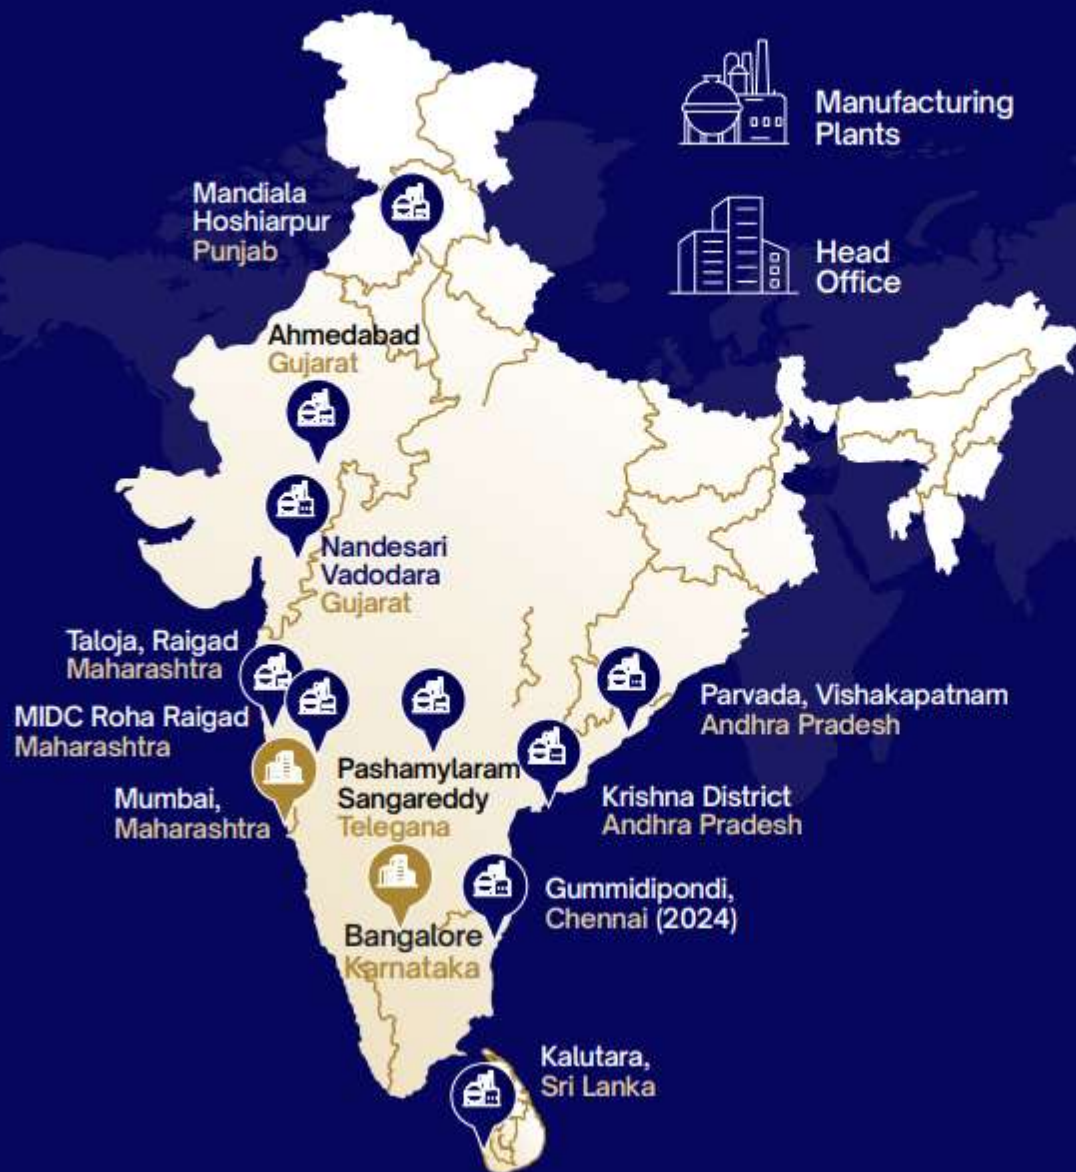 Manufacturing
Plants
Head
Office
Mandiala
Hoshiarpur
Punjab
Ahmedabad
Gujarat
Nandesari
Vadodara
Gujarat
Taloja, Raigad
Maharashtra
MIDC Roha Raigad
Maharashtra
Mumbai,
Maharashtra
Pashamylaram
Sangareddy
Telegana
Parvada, Vishakapatnam
Andhra Pradesh
Krishna District
Andhra Pradesh
Gummidipondi,
Chennai (2024)
Bangalore
Karnataka
Kalutara,
Sri Lanka